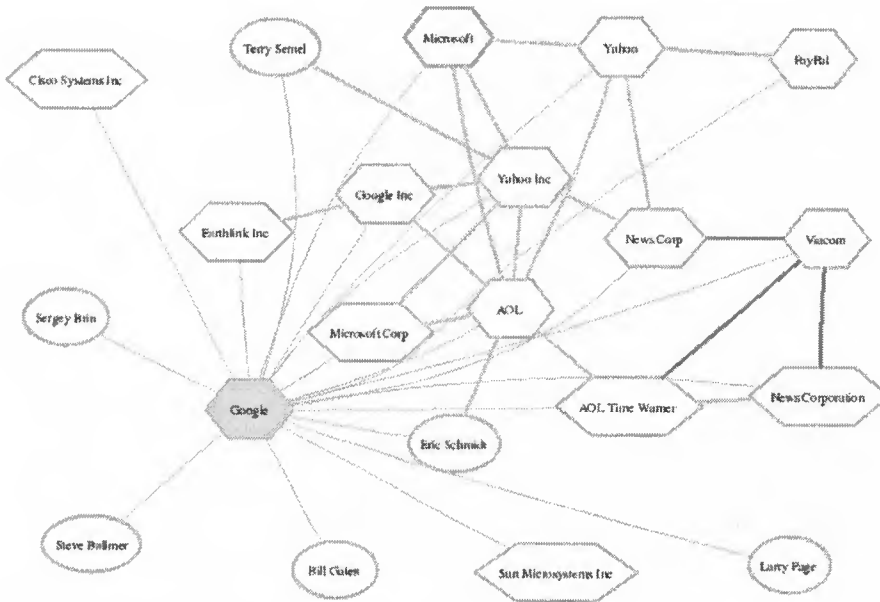 Terry Semel
Microsoft
Yahoo
PayPal
Cisco Systems Inc
Yahoo Inc
Google Inc
Earthlink Inc
News Corp
Viacom
Sergey Brin
AOL
Microsoft Corp
Google
AOL Time Warner
News Corporation
Eric Schmidt
Steve Ballmer
Bill Gates
Sun Microsystems Inc
Larry Page